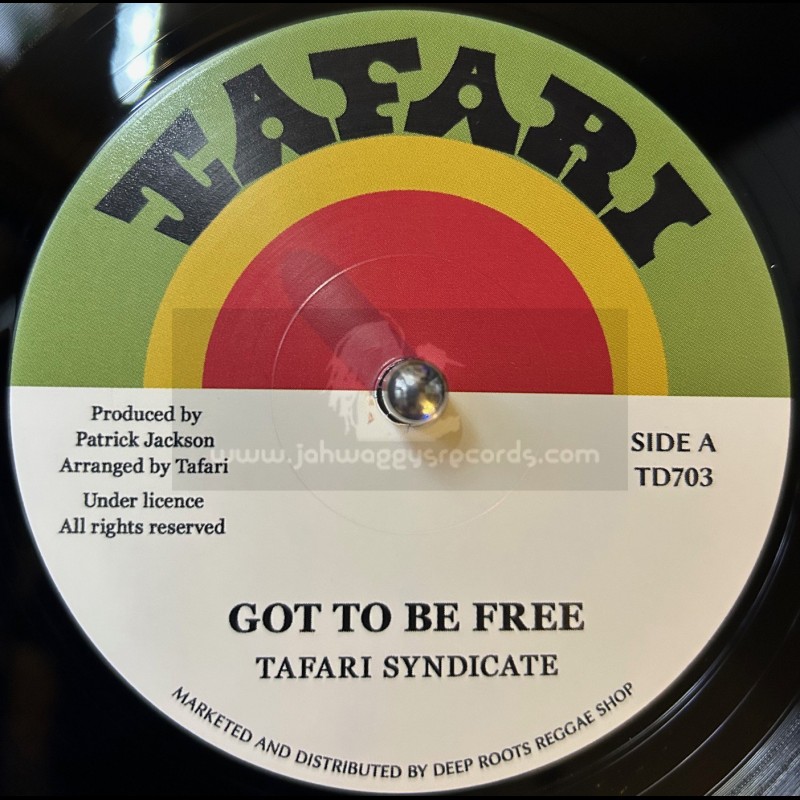 TAFARI
Produced by
Patrick Jackson
Arranged by Tafari
Under licence
All rights reserved
SIDE A
TD703
www.jahwaggysrecords.com
GOT TO BE FREE
TAFARI SYNDICATE
MARKETED AND DISTRIBUTED BY DEEP ROOTS REGGAE SHOP